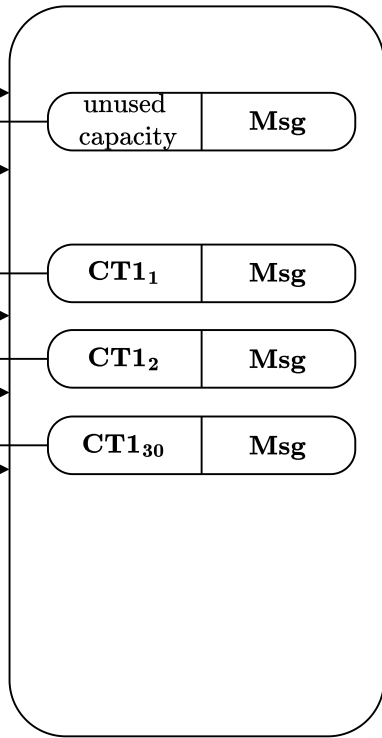 unused
capacity
Msg
CT1₁
Msg
CT1₂
Msg
CT1₃₀
Msg